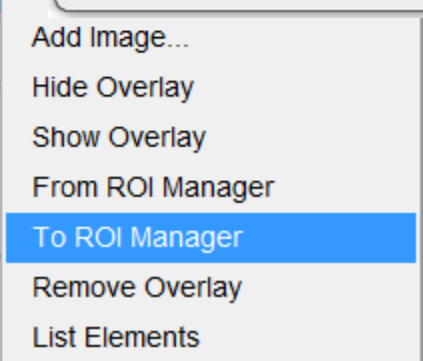 Add Image...
Hide Overlay
Show Overlay
From ROI Manager
To ROI Manager
Remove Overlay
List Elements